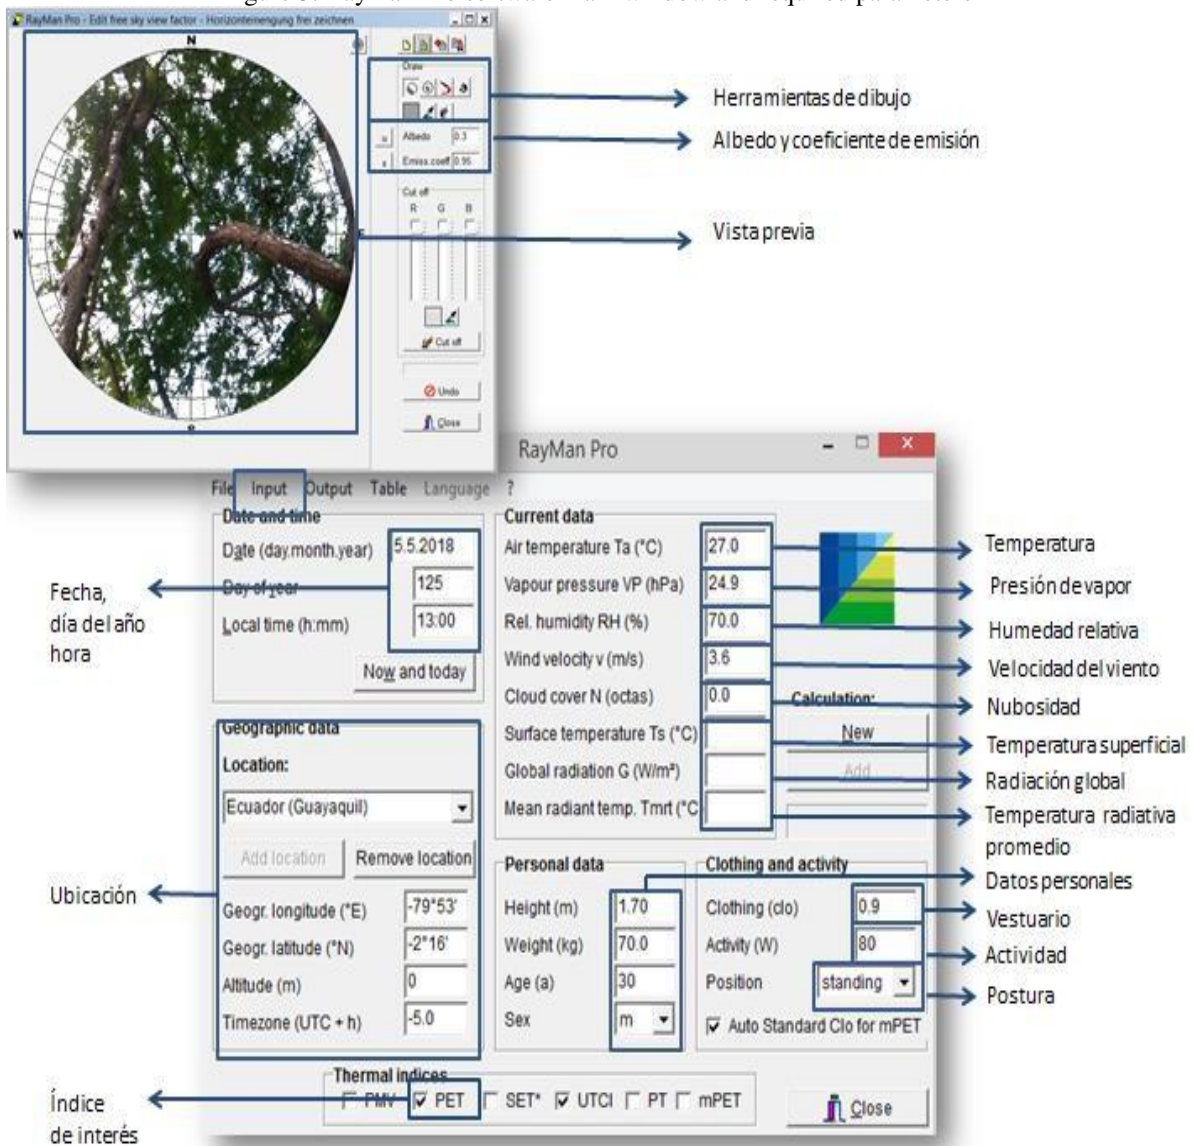 RayMan Pro - Edit free sky view factor - Horizonteinengung frei zeichnen
N
W
Draw
Albedo 0.3
Emiss.coeff 0.95
Cut off
R G B
Cut off
Undo
Close
Herramientas de dibujo
Albedo y coeficiente de emisión
Vista previa
RayMan Pro
File Input Output Table Language ?
Date and time
Date (day.month.year) 5.5.2018
Day of year 125
Local time (h:mm) 13:00
Now and today
Fecha,
día del año
hora
Current data
Air temperature Ta (°C) 27.0
Vapour pressure VP (hPa) 24.9
Rel. humidity RH (%) 70.0
Wind velocity v (m/s) 3.6
Cloud cover N (octas) 0.0
Surface temperature Ts (°C)
Global radiation G (W/m²)
Mean radiant temp. Tmrt (°C
Calculation:
New
Add
Temperatura
Presión de vapor
Humedad relativa
Velocidad del viento
Nubosidad
Temperatura superficial
Radiación global
Temperatura radiativa
promedio
Geographic data
Location:
Ecuador (Guayaquil)
Add location Remove location
Geogr. longitude (°E) -79°53'
Geogr. latitude (°N) -2°16'
Altitude (m) 0
Timezone (UTC + h) -5.0
Ubicación
Personal data
Height (m) 1.70
Weight (kg) 70.0
Age (a) 30
Sex m
Clothing and activity
Clothing (clo) 0.9
Activity (W) 80
Position standing
Auto Standard Clo for mPET
Datos personales
Vestuario
Actividad
Postura
Thermal indices
PMV PET SET* UTCI PT mPET
Close
Índice
de interés